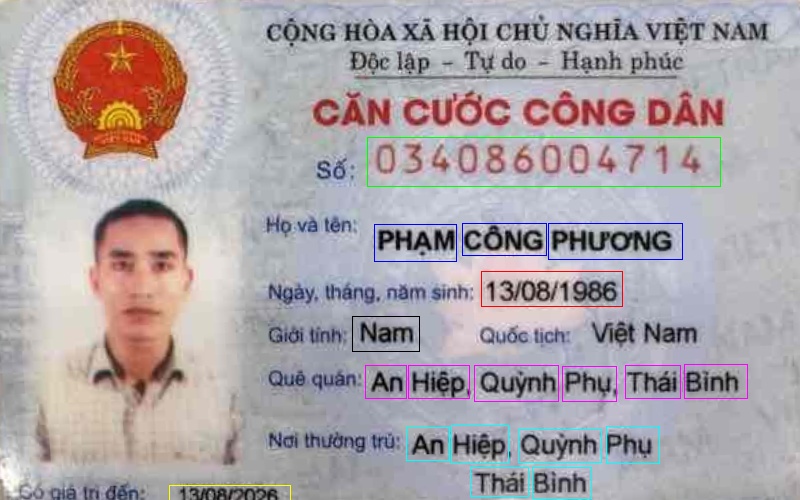 CỘNG HÒA XÃ HỘI CHỦ NGHĨA VIỆT NAM
Độc lập - Tự do - Hạnh phúc
CĂN CƯỚC CÔNG DÂN
Số: 034086004714
Họ và tên: PHẠM CÔNG PHƯƠNG
Ngày, tháng, năm sinh: 13/08/1986
Giới tính: Nam Quốc tịch: Việt Nam
Quê quán: An Hiệp, Quỳnh Phụ, Thái Bình
Nơi thường trú: An Hiệp, Quỳnh Phụ
Thái Bình
Có giá trị đến: 13/08/2026